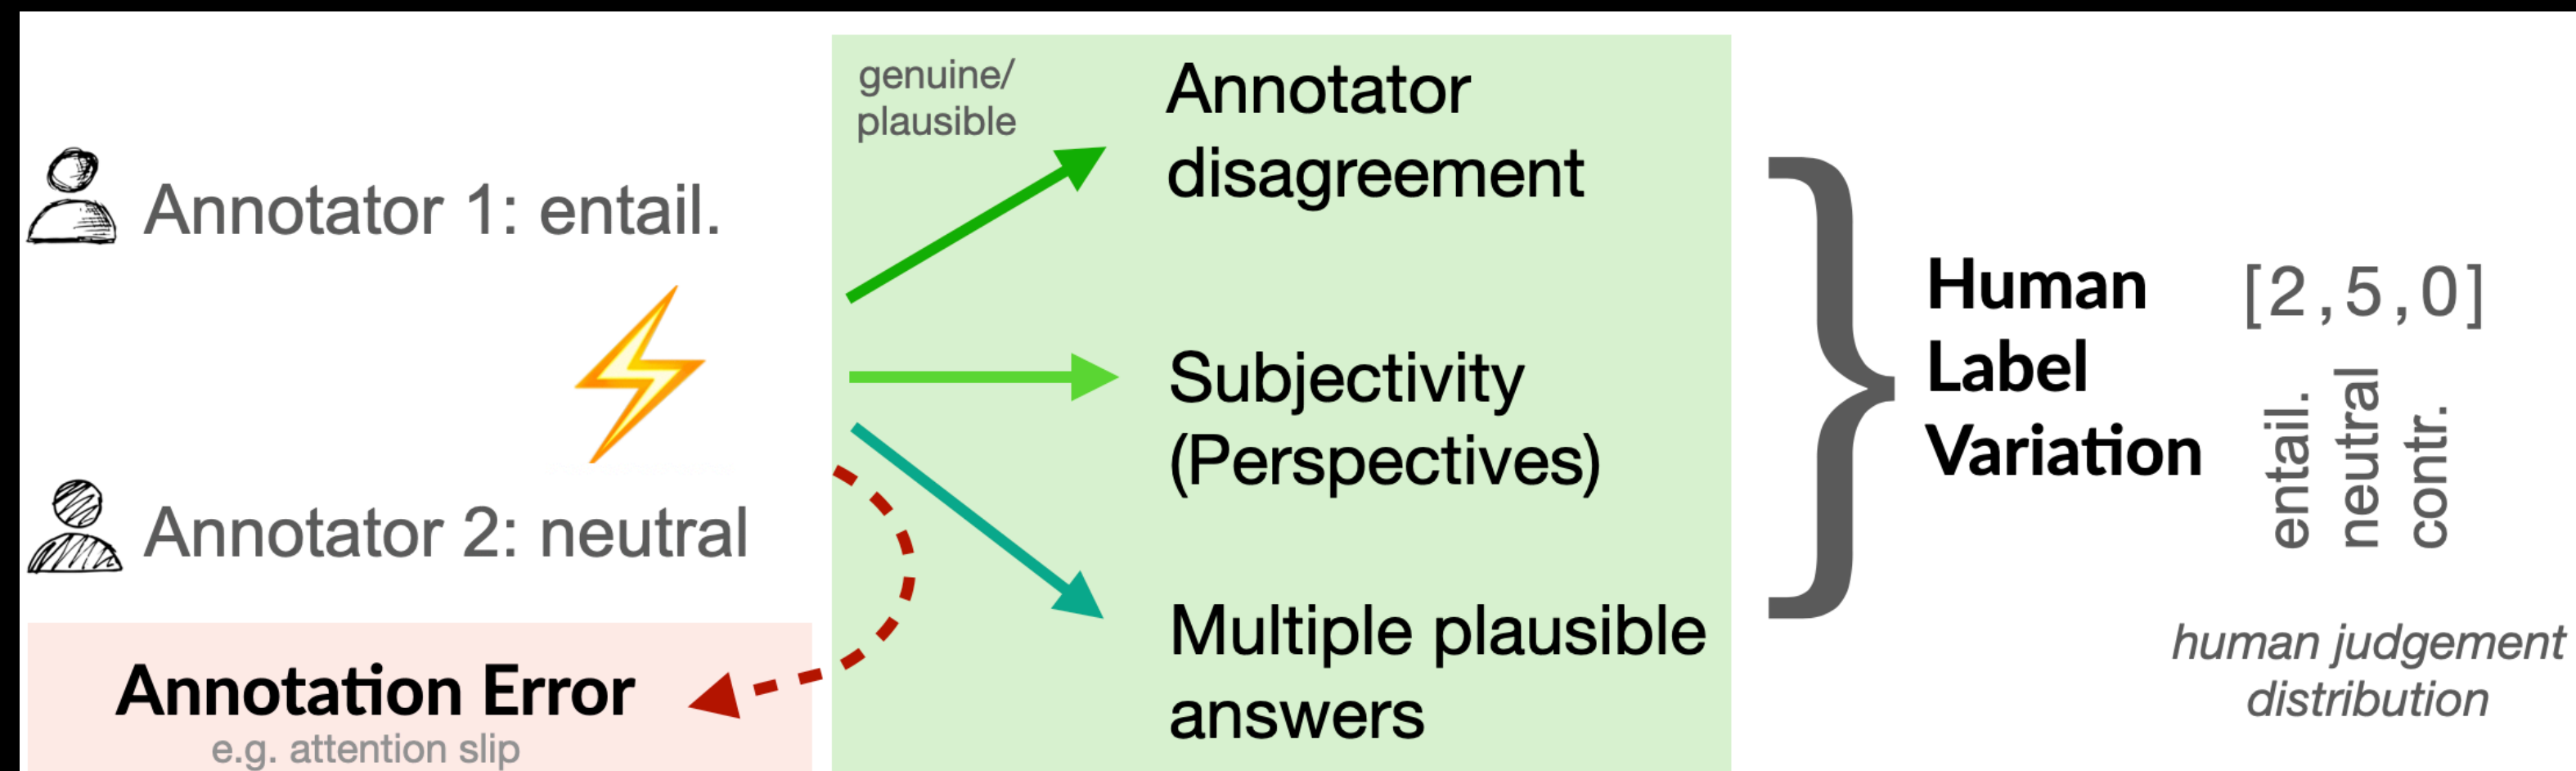 Annotator 1: entail.
Annotator 2: neutral
Annotation Error
e.g. attention slip
genuine/
plausible
Annotator
disagreement
Subjectivity
(Perspectives)
Multiple plausible
answers
Human
Label
Variation
[2,5,0]
entail.
neutral
contr.
human judgement
distribution